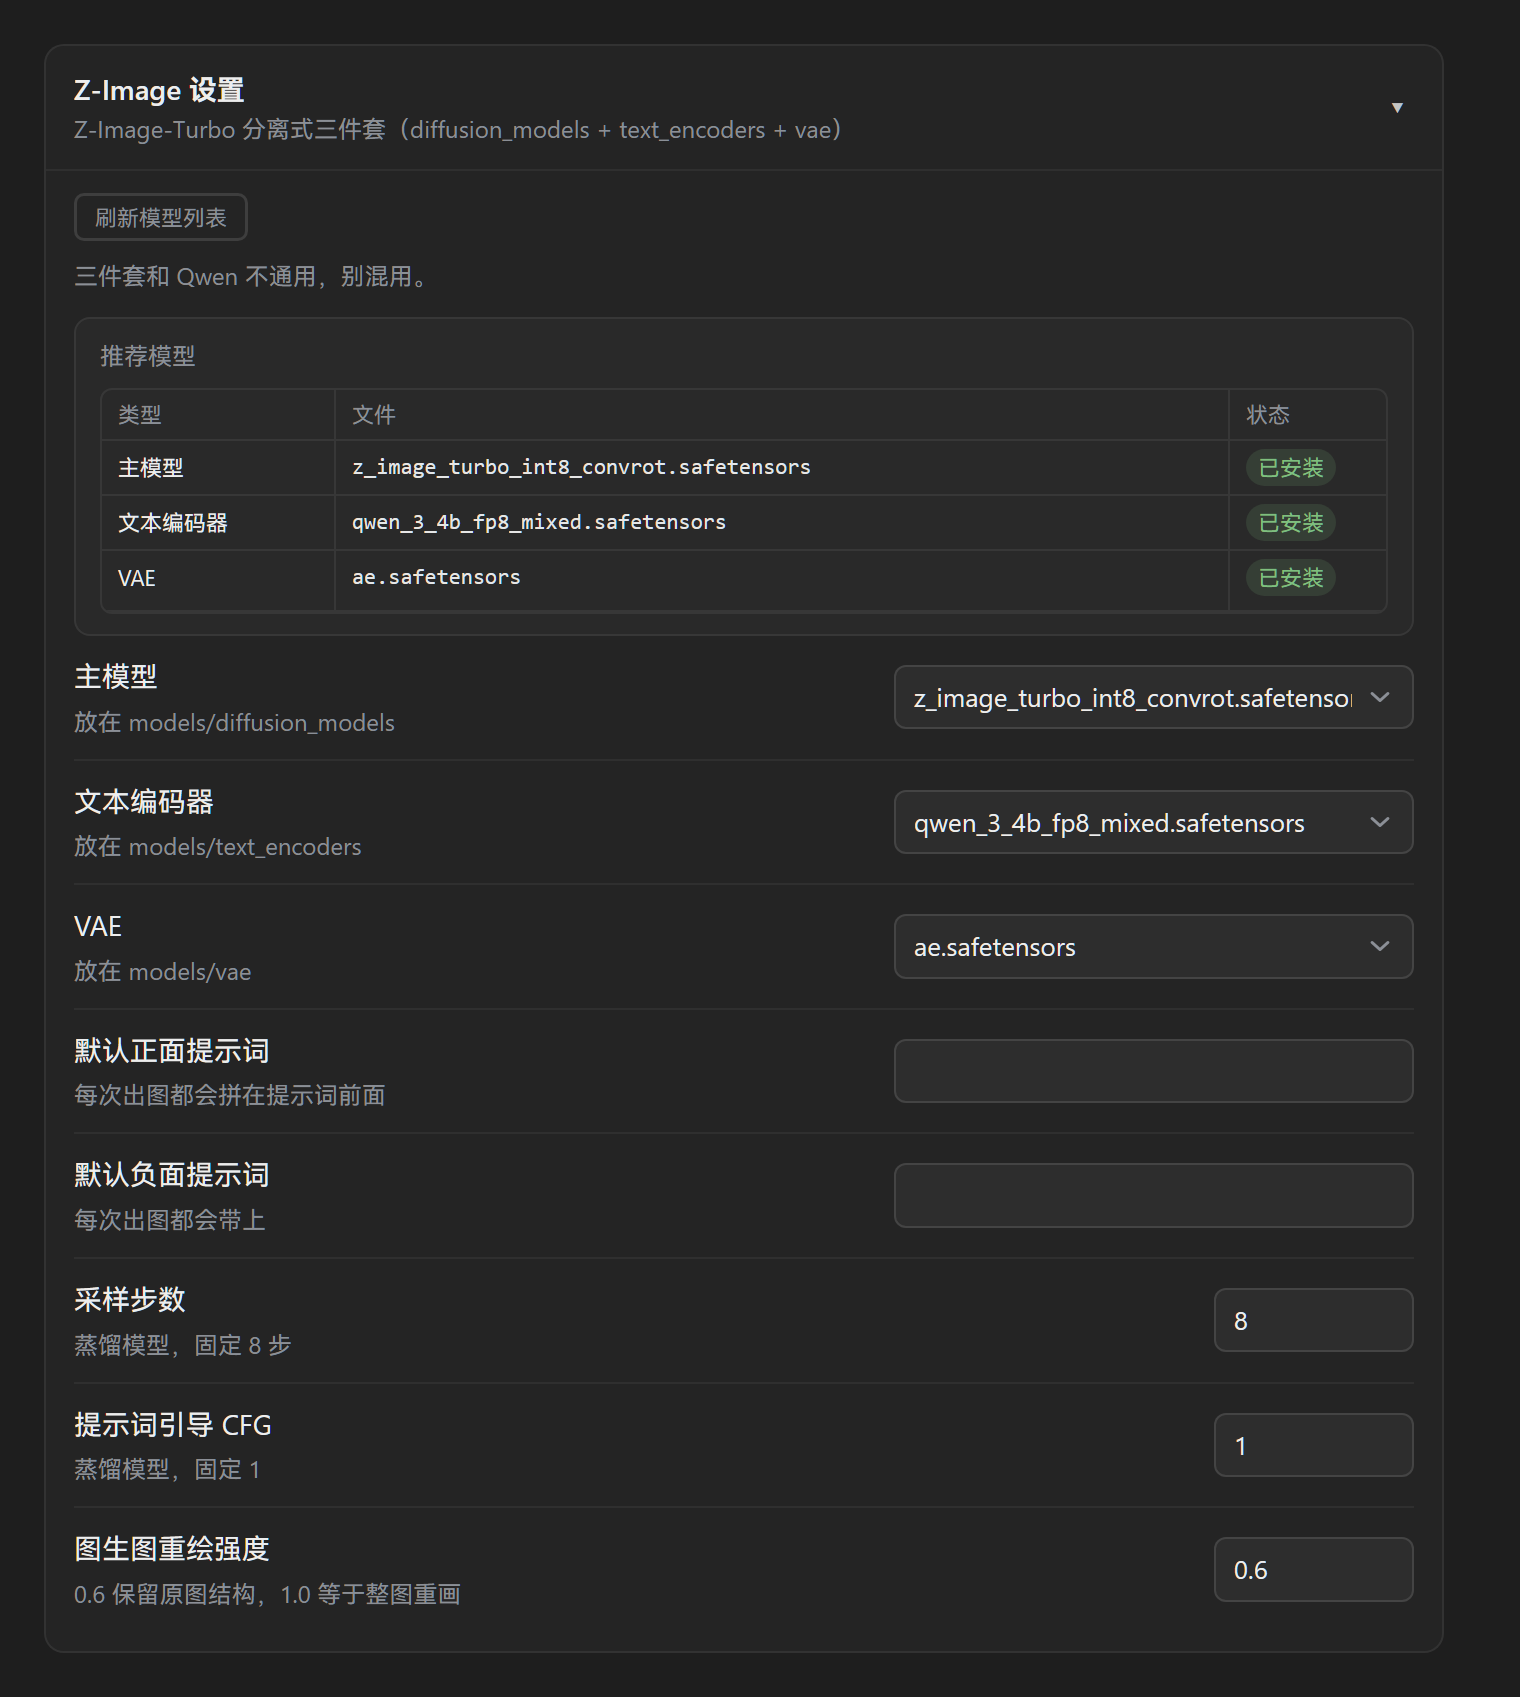 Z-Image 设置
Z-Image-Turbo 分离式三件套（diffusion_models + text_encoders + vae）
▼
刷新模型列表
三件套和 Qwen 不通用，别混用。
推荐模型
类型 文件 状态
主模型 z_image_turbo_int8_convrot.safetensors 已安装
文本编码器 qwen_3_4b_fp8_mixed.safetensors 已安装
VAE ae.safetensors 已安装
主模型
放在 models/diffusion_models
z_image_turbo_int8_convrot.safetensor
文本编码器
放在 models/text_encoders
qwen_3_4b_fp8_mixed.safetensors
VAE
放在 models/vae
ae.safetensors
默认正面提示词
每次出图都会拼在提示词前面
默认负面提示词
每次出图都会带上
采样步数
蒸馏模型，固定 8 步
8
提示词引导 CFG
蒸馏模型，固定 1
1
图生图重绘强度
0.6 保留原图结构，1.0 等于整图重画
0.6